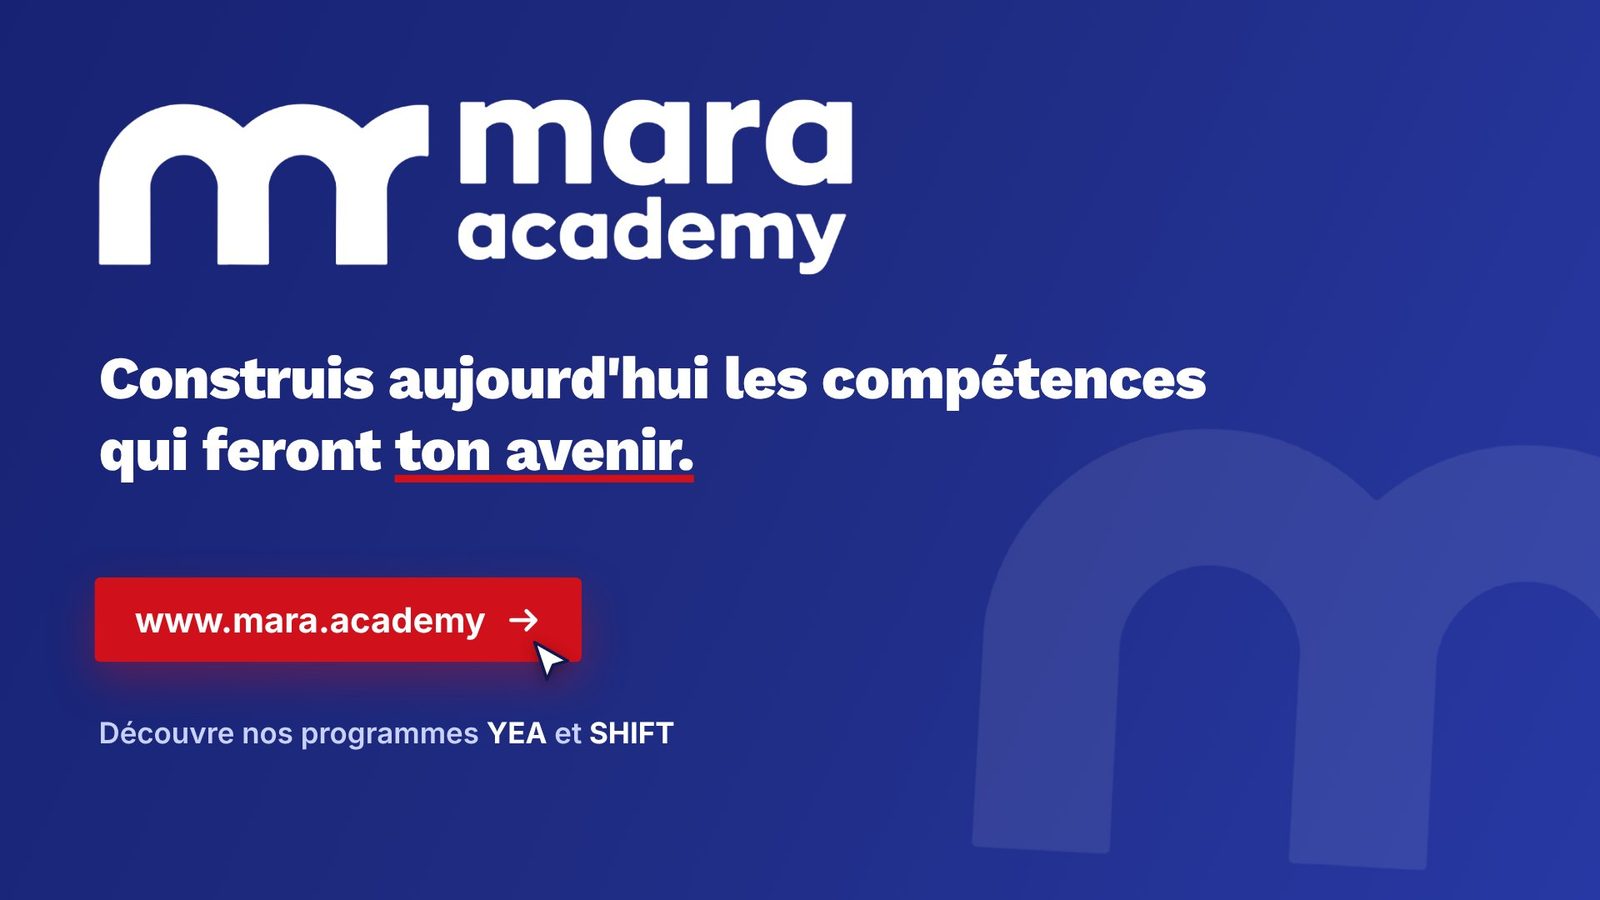 mara
academy
Construis aujourd'hui les compétences
qui feront ton avenir.
www.mara.academy →
Découvre nos programmes YEA et SHIFT